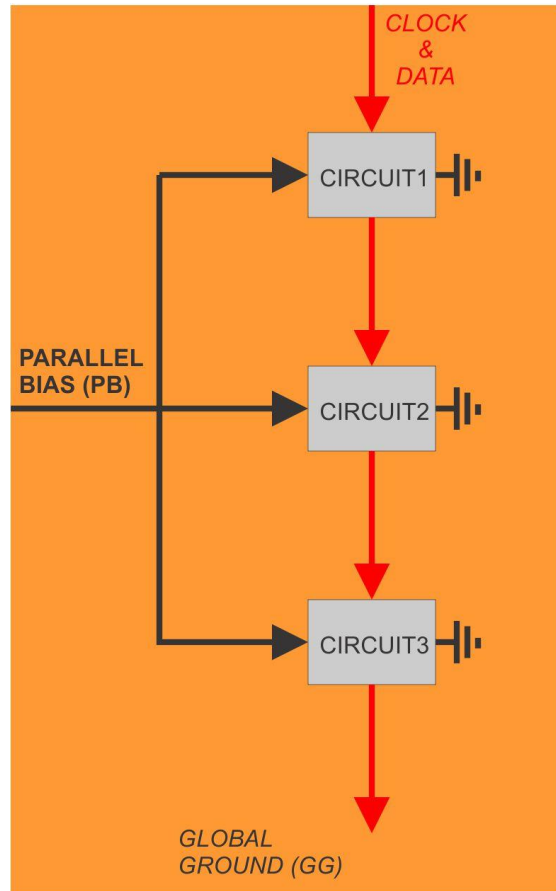 CLOCK
&
DATA
CIRCUIT1
PARALLEL
BIAS (PB)
CIRCUIT2
CIRCUIT3
GLOBAL
GROUND (GG)